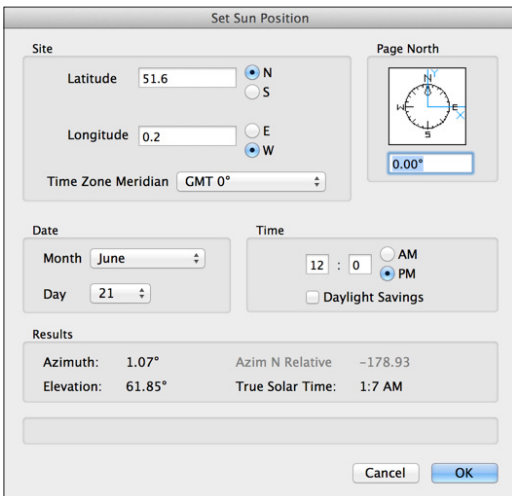 Set Sun Position
Site
Latitude 51.6 N
S
Longitude 0.2 E
W
Time Zone Meridian GMT 0°
Page North
N Y
W E
X
S
0.00°
Date
Month June
Day 21
Time
12 : 0 AM
PM
Daylight Savings
Results
Azimuth: 1.07° Azim N Relative -178.93
Elevation: 61.85° True Solar Time: 1:7 AM
Cancel OK